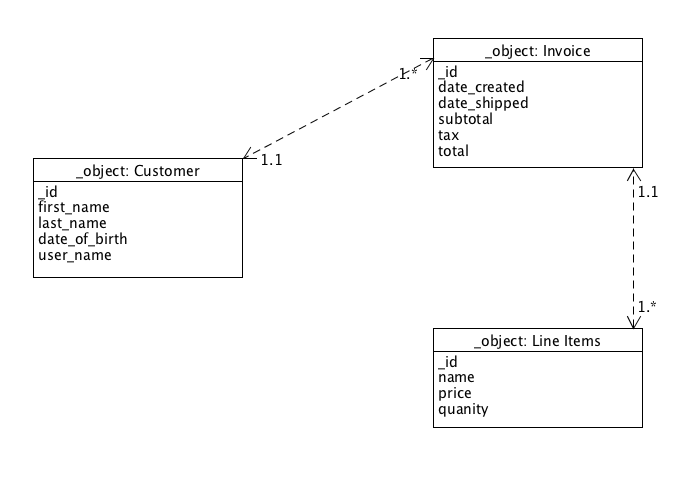 _object: Invoice
_id
date_created
date_shipped
subtotal
tax
total
1.*
1.1
_object: Customer
_id
first_name
last_name
date_of_birth
user_name
1.1
1.*
_object: Line Items
_id
name
price
quanity